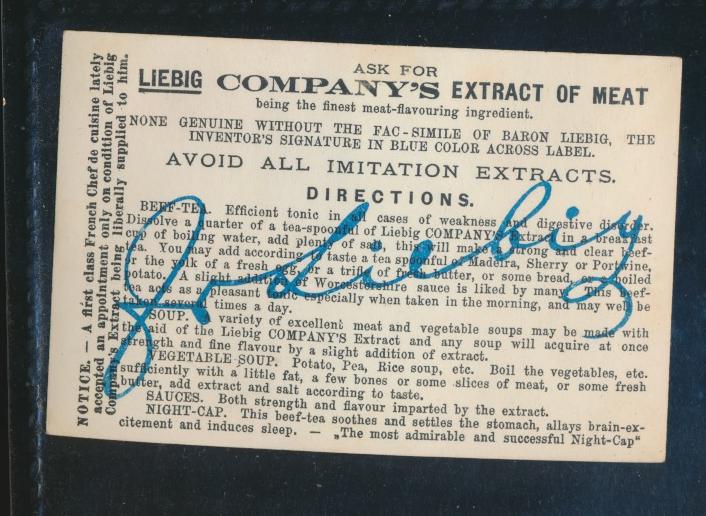 ASK FOR
LIEBIG COMPANY'S EXTRACT OF MEAT
being the finest meat-flavouring ingredient.
NONE GENUINE WITHOUT THE FAC-SIMILE OF BARON LIEBIG, THE
INVENTOR'S SIGNATURE IN BLUE COLOR ACROSS LABEL.
AVOID ALL IMITATION EXTRACTS.
DIRECTIONS.
BEEF-TEA. Efficient tonic in all cases of weakness and digestive disorder.
Dissolve a quarter of a tea-spoonful of Liebig COMPANY'S Extract in a breakfast
cup of boiling water, add plenty of salt, this will make a strong and clear beef-
tea. You may add according to taste a tea spoonful of Madeira, Sherry or Portwine,
or the yolk of a fresh egg, or a trifle of fresh butter, or some bread or boiled
potato. A slight addition of Worcestershire sauce is liked by many. This beef-
tea acts as a pleasant tonic especially when taken in the morning, and may well be
taken several times a day.
SOUP. A variety of excellent meat and vegetable soups may be made with
the aid of the Liebig COMPANY'S Extract and any soup will acquire at once
strength and fine flavour by a slight addition of extract.
VEGETABLE SOUP. Potato, Pea, Rice soup, etc. Boil the vegetables, etc.
sufficiently with a little fat, a few bones or some slices of meat, or some fresh
butter, add extract and salt according to taste.
SAUCES. Both strength and flavour imparted by the extract.
NIGHT-CAP. This beef-tea soothes and settles the stomach, allays brain-ex-
citement and induces sleep. — „The most admirable and successful Night-Cap"
NOTICE. — A first class French Chef de cuisine lately
accepted an appointment only on condition of Liebig
Company's Extract being liberally supplied to him.
Liebig